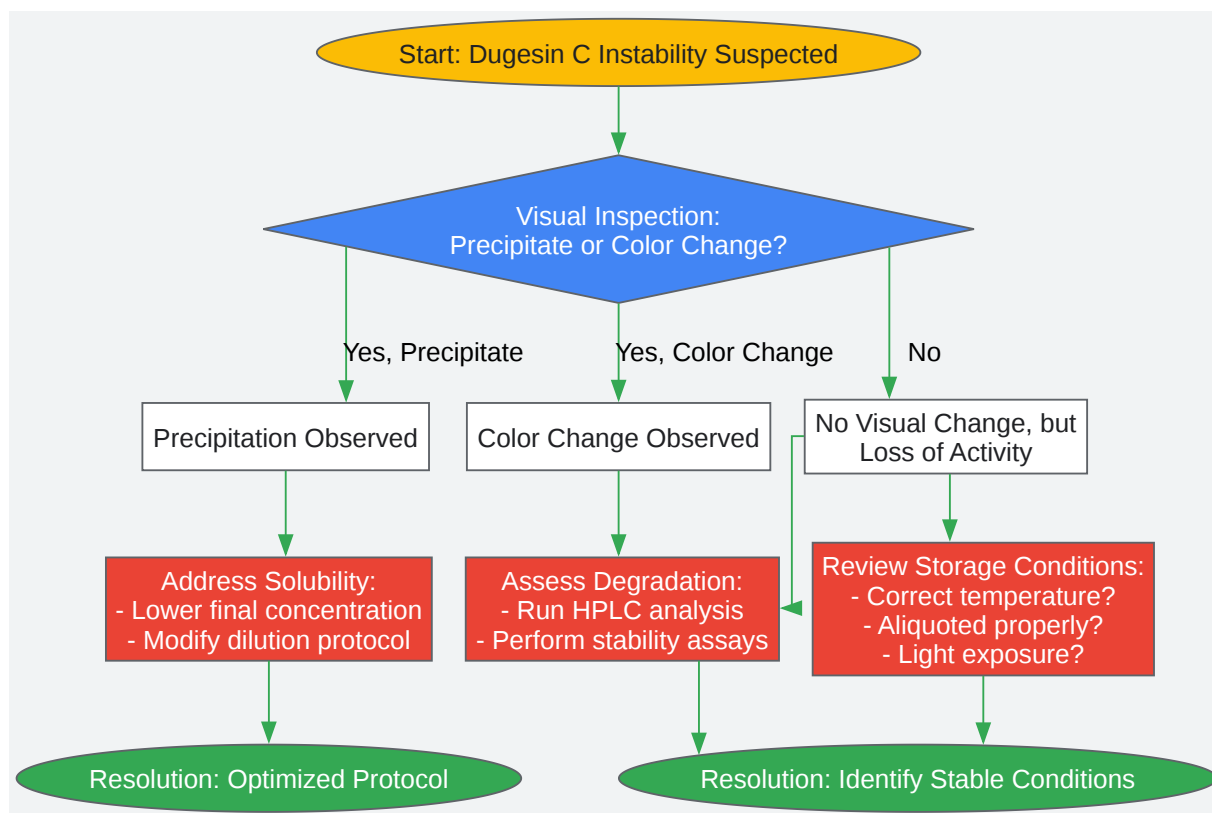 Start: Dugesin C Instability Suspected
Visual Inspection:
Precipitate or Color Change?
Yes, Precipitate
Yes, Color Change
No
Precipitation Observed
Color Change Observed
No Visual Change, but
Loss of Activity
Address Solubility:
- Lower final concentration
- Modify dilution protocol
Assess Degradation:
- Run HPLC analysis
- Perform stability assays
Review Storage Conditions:
- Correct temperature?
- Aliquoted properly?
- Light exposure?
Resolution: Optimized Protocol
Resolution: Identify Stable Conditions